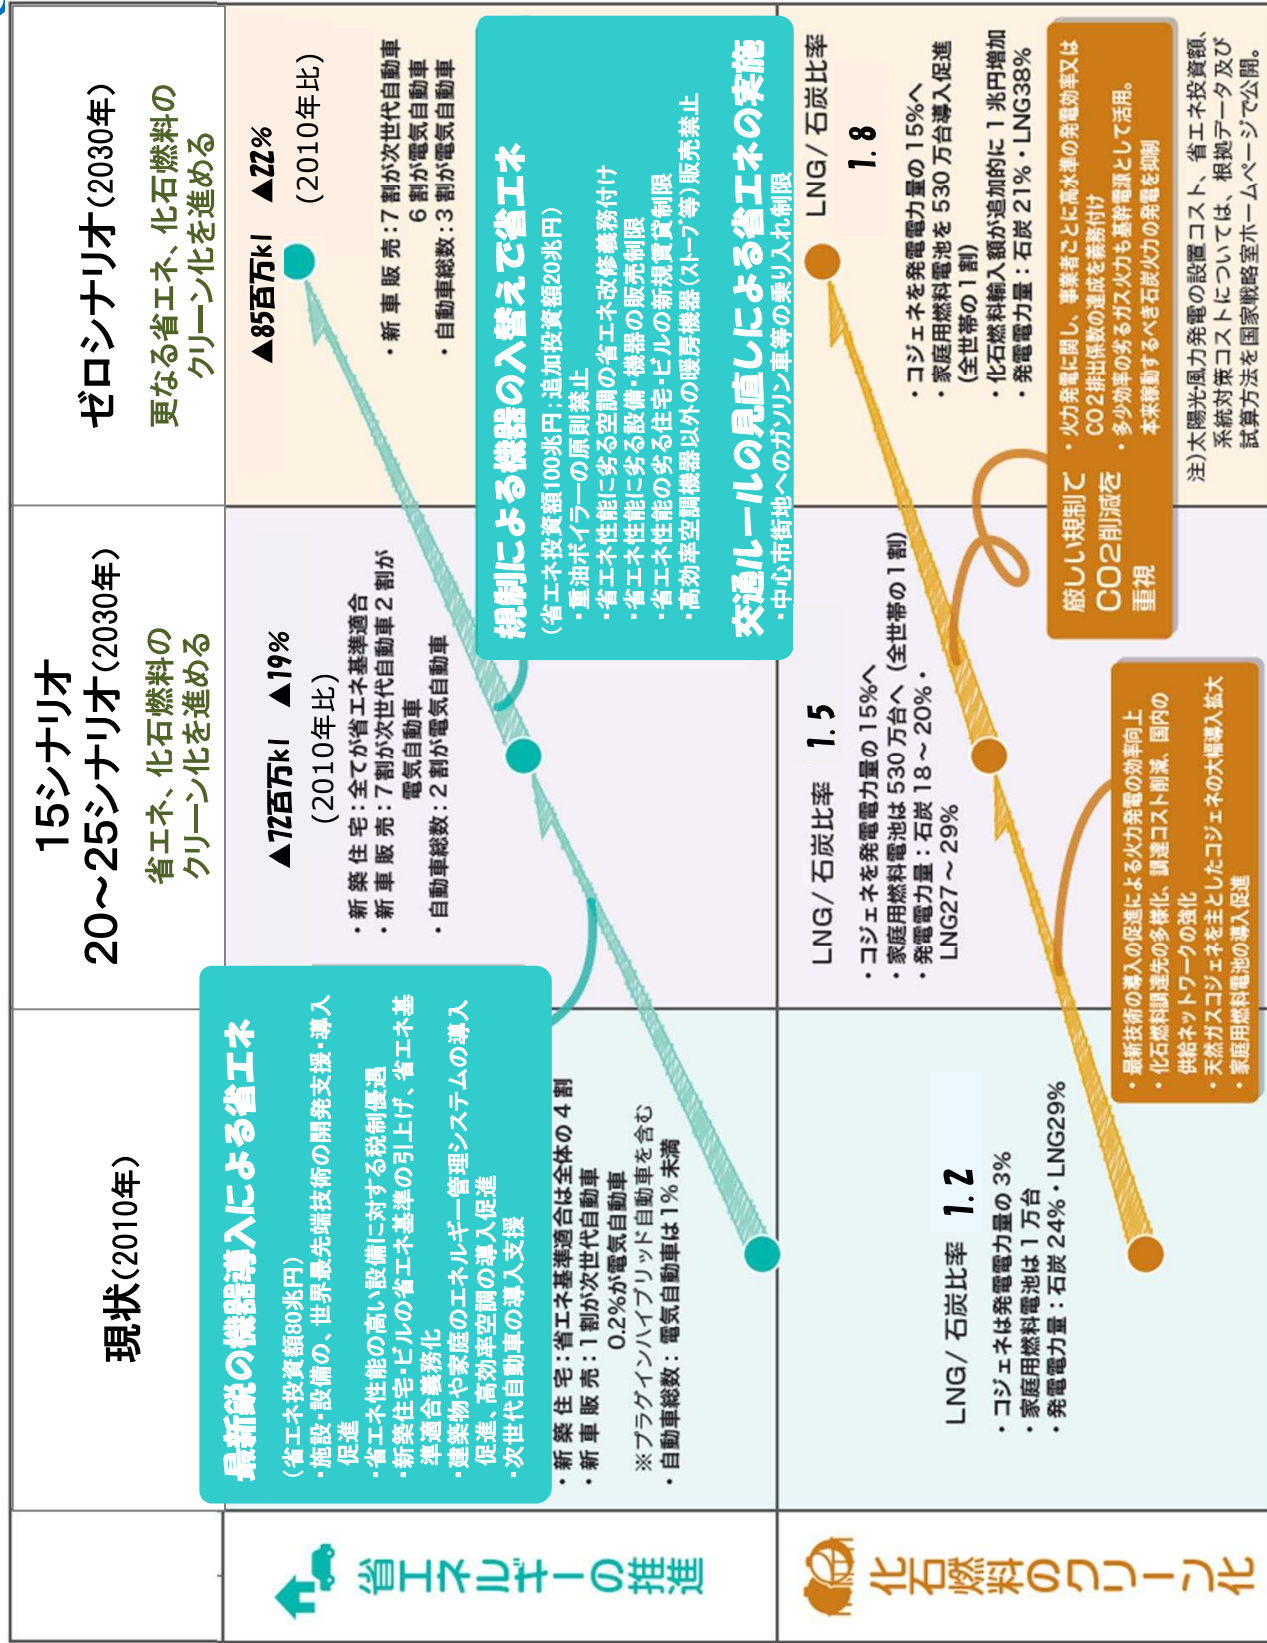 現状(2010年)
15シナリオ
20～25シナリオ(2030年)
省エネ、化石燃料の
クリーン化を進める
ゼロシナリオ(2030年)
更なる省エネ、化石燃料の
クリーン化を進める
省エネルギーの推進
最新鋭の機器導入による省エネ
(省エネ投資額80兆円)
・施設・設備の、世界最先端技術の開発支援・導入
促進
・省エネ性能の高い設備に対する税制優遇
・新築住宅・ビルの省エネ基準の引上げ、省エネ基
準適合義務化
・建築物や家庭のエネルギー管理システムの導入
促進、高効率空調の導入促進
・次世代自動車の導入支援
・新築住宅：省エネ基準適合は全体の4割
・新車販売：1割が次世代自動車
0.2%が電気自動車
※プラグインハイブリッド自動車を含む
・自動車総数：電気自動車は1%未満
▲72百万kl ▲19%
(2010年比)
・新築住宅：全てが省エネ基準適合
・新車販売：7割が次世代自動車2割が
電気自動車
・自動車総数：2割が電気自動車
▲85百万kl ▲22%
(2010年比)
・新車販売：7割が次世代自動車
6割が電気自動車
・自動車総数：3割が電気自動車
規制による機器の入替えで省エネ
(省エネ投資額100兆円；追加投資額20兆円)
・重油ボイラーの原則禁止
・省エネ性能に劣る空調の省エネ改修義務付け
・省エネ性能に劣る設備・機器の販売制限
・省エネ性能の劣る住宅・ビルの新規賃貸制限
・高効率空調機器以外の暖房機器(ストーブ等)販売禁止
交通ルールの見直しによる省エネの実施
・中心市街地へのガソリン車等の乗り入れ制限
化石燃料のクリーン化
LNG/石炭比率 1.2
・コジェネは発電電力量の3%
・家庭用燃料電池は1万台
・発電電力量：石炭24%・LNG29%
LNG/石炭比率 1.5
・コジェネを発電電力量の15%へ
・家庭用燃料電池は530万台へ（全世帯の1割）
・発電電力量：石炭18～20%・
LNG27～29%
・最新技術の導入の促進による火力発電の効率向上
・化石燃料調達先の多様化、調達コスト削減、国内の
供給ネットワークの強化
・天然ガスコジェネを主としたコジェネの大幅導入拡大
・家庭用燃料電池の導入促進
LNG/石炭比率
1.8
・コジェネを発電電力量の15%へ
・家庭用燃料電池を530万台導入促進
（全世帯の1割）
・化石燃料輸入額が追加的に1兆円増加
・発電電力量：石炭21%・LNG38%
厳しい規制で
CO2削減を
重視
・火力発電に関し、事業者ごとに高水準の発電効率又は
CO2排出係数の達成を義務付け
・多少効率の劣るガス火力も基幹電源として活用。
本来稼動するべき石炭火力の発電を抑制
注)太陽光・風力発電の設置コスト、省エネ投資額、
系統対策コストについては、根拠データ及び
試算方法を国家戦略室ホームページで公開。